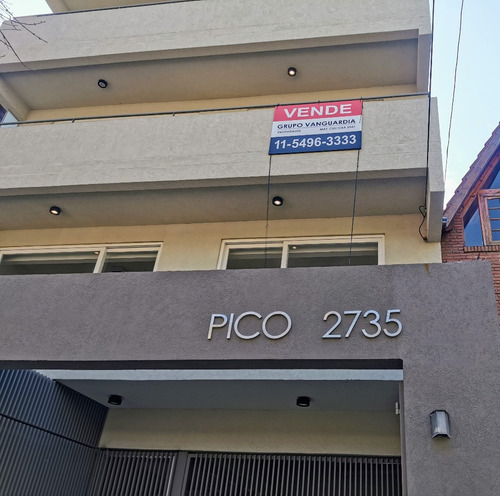 VENDE
GRUPO VANGUARDIA
11-5496-3333
PICO 2735